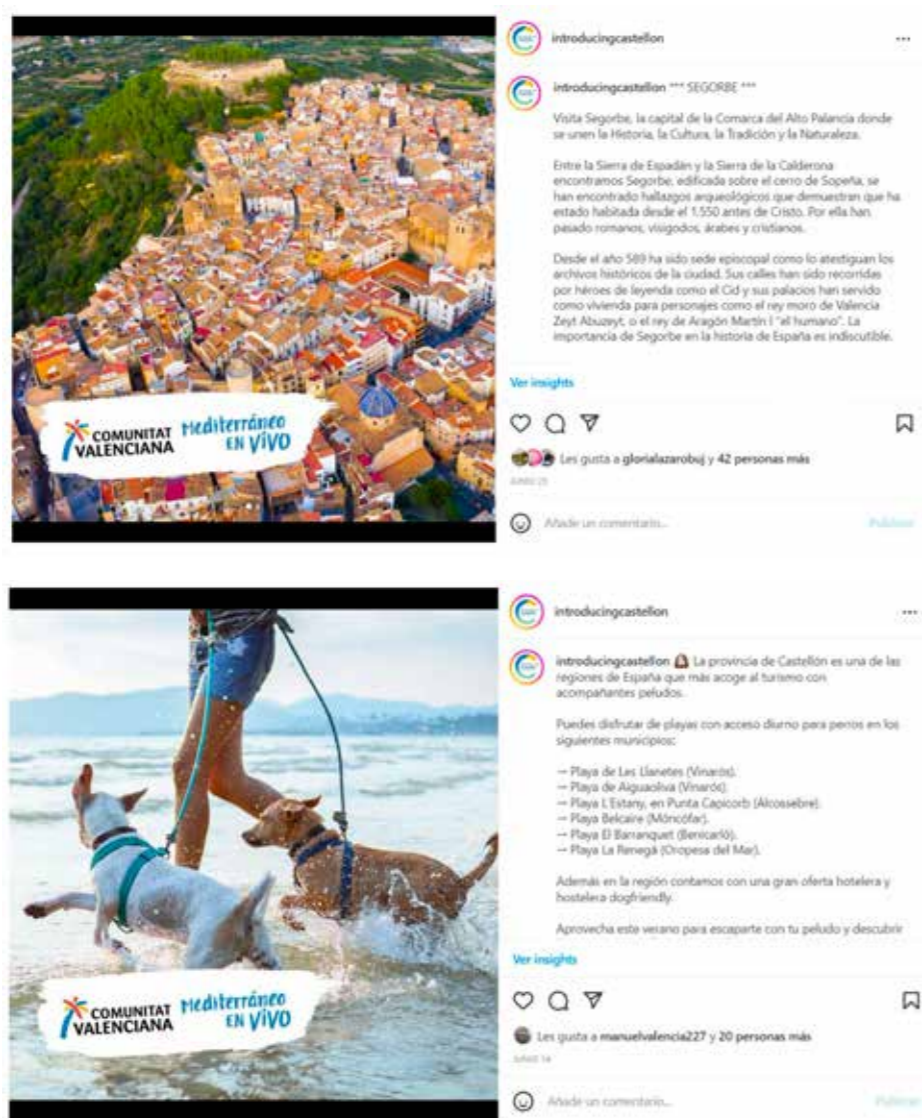 introducingcastellon
introducingcastellon *** SEGORBE ***
Visita Segorbe, la capital de la Comarca del Alto Palancia donde
se unen la Historia, la Cultura, la Tradición y la Naturaleza.
Entre la Sierra de Espadán y la Sierra de la Calderona
encontramos Segorbe, edificada sobre el cerro de Sopeña, se
han encontrado hallazgos arqueológicos que demuestran que ha
estado habitada desde el 1.550 antes de Cristo. Por ella han
pasado romanos, visigodos, árabes y cristianos.
Desde el año 589 ha sido sede episcopal como lo atestiguan los
archivos históricos de la ciudad. Sus calles han sido recorridas
por héroes de leyenda como el Cid y sus palacios han servido
como vivienda para personajes como el rey moro de Valencia
Zeyt Abuzeyt, o el rey de Aragón Martín I "el humano". La
importancia de Segorbe en la historia de España es indiscutible.
Ver insights
Les gusta a glorialazarobuj y 42 personas más
Añade un comentario...
Publicar
COMUNITAT
VALENCIANA
Mediterráneo
EN VIVO
introducingcastellon
introducingcastellon La provincia de Castellón es una de las
regiones de España que más acoge al turismo con
acompañantes peludos.
Puedes disfrutar de playas con acceso diurno para perros en los
siguientes municipios:
→ Playa de Les Llanetes (Vinaròs).
→ Playa de Aiguaoliva (Vinaròs).
→ Playa L'Estany, en Punta Capicorb (Alcossebre).
→ Playa Belcaire (Moncófar).
→ Playa El Barranquet (Benicarló).
→ Playa La Renegà (Oropesa del Mar).
Además en la región contamos con una gran oferta hotelera y
hostelera dogfriendly.
Aprovecha este verano para escaparte con tu peludo y descubrir
Ver insights
Les gusta a manuelvalencia227 y 20 personas más
JUNIO 14
Añade un comentario...
Publicar
COMUNITAT
VALENCIANA
Mediterráneo
EN VIVO